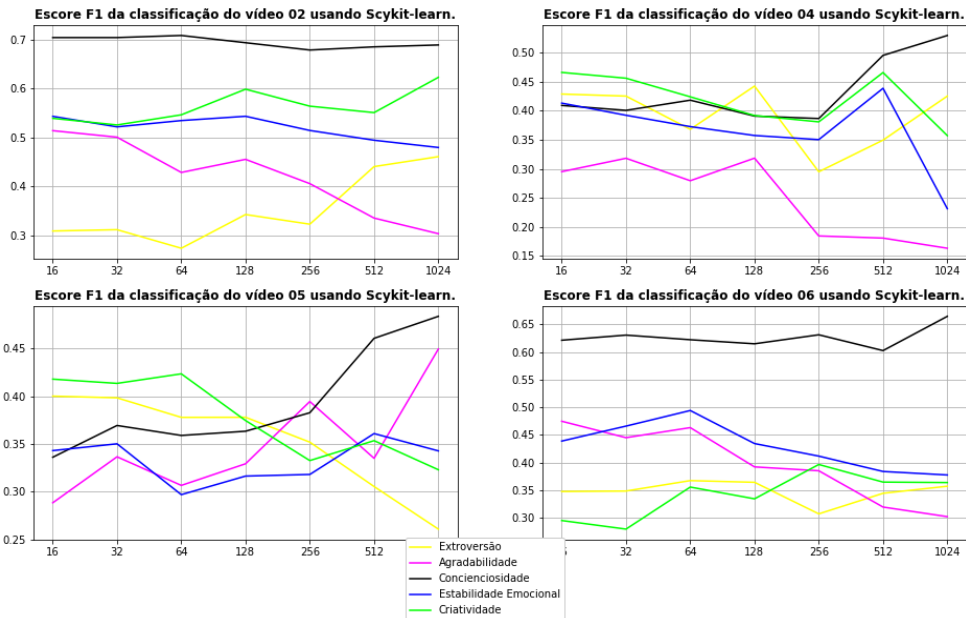 Escore F1 da classificação do vídeo 02 usando Scykit-learn.
0.7
0.6
0.5
0.4
0.3
16 32 64 128 256 512 1024
Escore F1 da classificação do vídeo 04 usando Scykit-learn.
0.50
0.45
0.40
0.35
0.30
0.25
0.20
0.15
16 32 64 128 256 512 1024
Escore F1 da classificação do vídeo 05 usando Scykit-learn.
0.45
0.40
0.35
0.30
0.25
16 32 64 128 256 512
Escore F1 da classificação do vídeo 06 usando Scykit-learn.
0.65
0.60
0.55
0.50
0.45
0.40
0.35
0.30
32 64 128 256 512 1024
Extroversão
Agradabilidade
Concienciosidade
Estabilidade Emocional
Criatividade